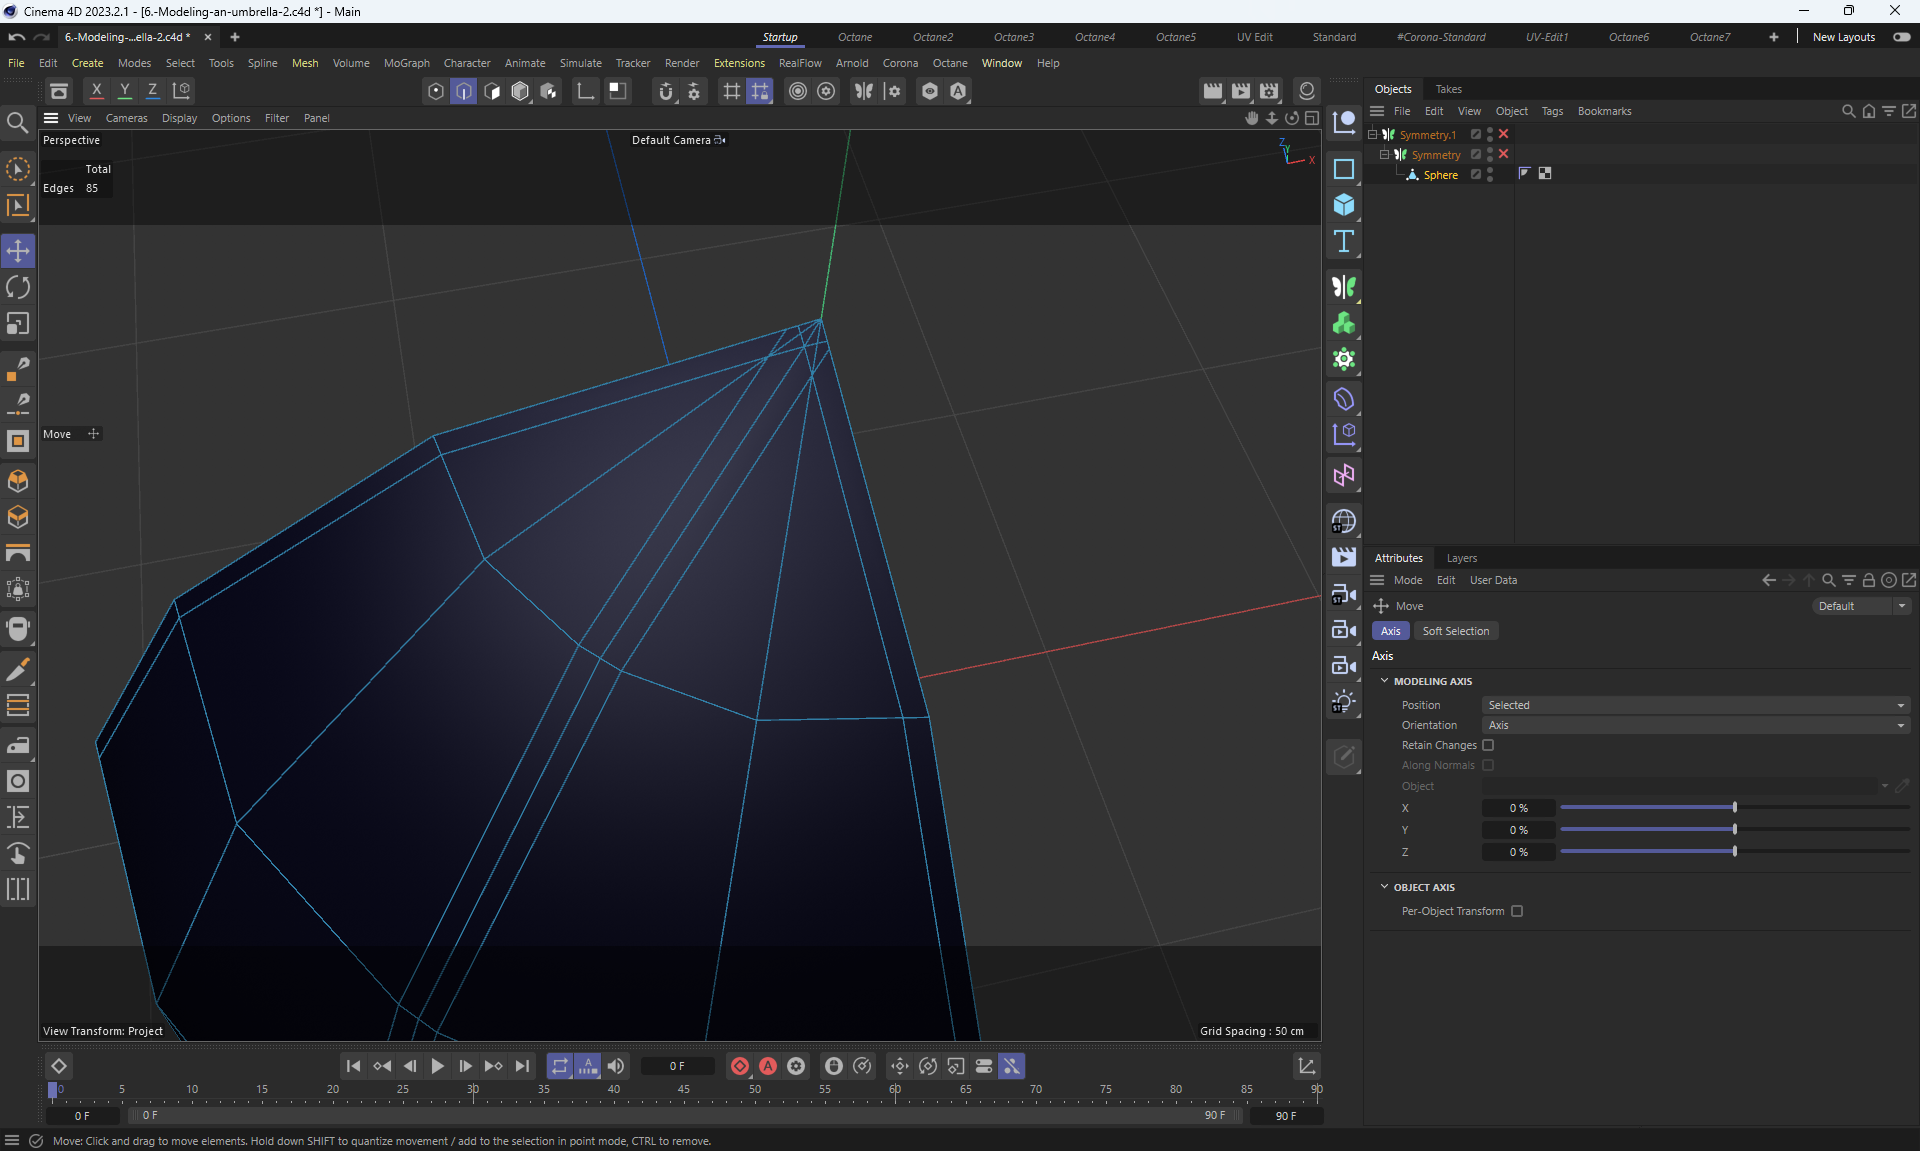 Cinema 4D 2023.2.1 - [6.-Modeling-an-umbrella-2.c4d *] - Main
6.-Modeling-...ella-2.c4d *
Startup Octane Octane2 Octane3 Octane4 Octane5 UV Edit Standard #Corona-Standard UV-Edit1 Octane6 Octane7 New Layouts
File Edit Create Modes Select Tools Spline Mesh Volume MoGraph Character Animate Simulate Tracker Render Extensions RealFlow Arnold Corona Octane Window Help
X Y Z
View Cameras Display Options Filter Panel
Perspective
Default Camera
Total
Edges 85
Z Y X
Move
View Transform: Project
Grid Spacing : 50 cm
Objects Takes
File Edit View Object Tags Bookmarks
Symmetry.1
Symmetry
Sphere
ST
ST
ST
Attributes Layers
Mode Edit User Data
Move
Default
Axis Soft Selection
Axis
MODELING AXIS
Position Selected
Orientation Axis
Retain Changes
Along Normals
Object
X 0 %
Y 0 %
Z 0 %
OBJECT AXIS
Per-Object Transform
0 F
0 5 10 15 20 25 30 35 40 45 50 55 60 65 70 75 80 85 90
0 F 0 F 90 F 90 F
Move: Click and drag to move elements. Hold down SHIFT to quantize movement / add to the selection in point mode, CTRL to remove.